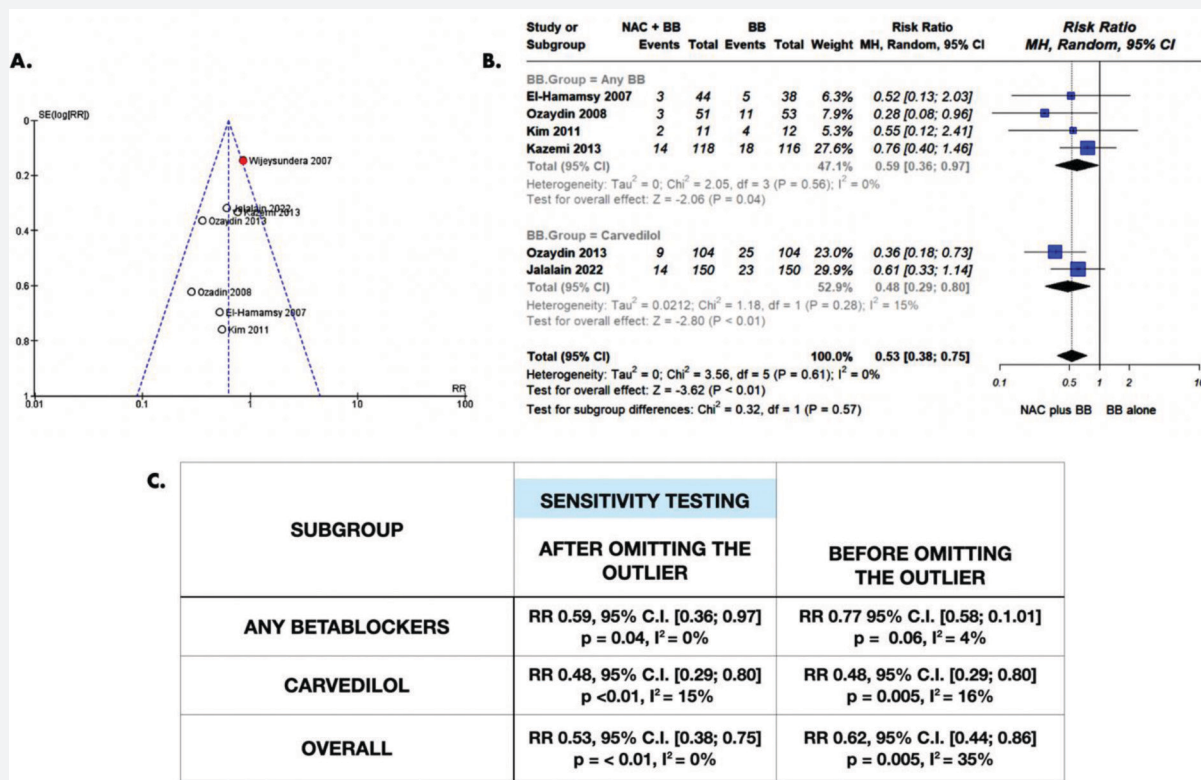 A.
SE(log[RR])
0
0.2
0.4
0.6
0.8
1
0.01
0.1
1
10
100
RR
Wijeysundera 2007
Jalalain 2022
Kazemi 2013
Ozaydin 2013
Ozadin 2008
El-Hamamsy 2007
Kim 2011
B.
Study or NAC + BB BB Risk Ratio Risk Ratio
Subgroup Events Total Events Total Weight MH, Random, 95% CI MH, Random, 95% CI
BB.Group = Any BB
El-Hamamsy 2007 3 44 5 38 6.3% 0.52 [0.13; 2.03]
Ozaydin 2008 3 51 11 53 7.9% 0.28 [0.08; 0.96]
Kim 2011 2 11 4 12 5.3% 0.55 [0.12; 2.41]
Kazemi 2013 14 118 18 116 27.6% 0.76 [0.40; 1.46]
Total (95% CI) 47.1% 0.59 [0.36; 0.97]
Heterogeneity: Tau² = 0; Chi² = 2.05, df = 3 (P = 0.56); I² = 0%
Test for overall effect: Z = -2.06 (P = 0.04)
BB.Group = Carvedilol
Ozaydin 2013 9 104 25 104 23.0% 0.36 [0.18; 0.73]
Jalalain 2022 14 150 23 150 29.9% 0.61 [0.33; 1.14]
Total (95% CI) 52.9% 0.48 [0.29; 0.80]
Heterogeneity: Tau² = 0.0212; Chi² = 1.18, df = 1 (P = 0.28); I² = 15%
Test for overall effect: Z = -2.80 (P < 0.01)
Total (95% CI) 100.0% 0.53 [0.38; 0.75]
Heterogeneity: Tau² = 0; Chi² = 3.56, df = 5 (P = 0.61); I² = 0%
Test for overall effect: Z = -3.62 (P < 0.01)
Test for subgroup differences: Chi² = 0.32, df = 1 (P = 0.57)
0.1 0.5 1 2 10
NAC plus BB BB alone
C.
SUBGROUP
SENSITIVITY TESTING
AFTER OMITTING THE
OUTLIER
BEFORE OMITTING
THE OUTLIER
ANY BETABLOCKERS
RR 0.59, 95% C.I. [0.36; 0.97]
p = 0.04, I² = 0%
RR 0.77 95% C.I. [0.58; 0.1.01]
p = 0.06, I² = 4%
CARVEDILOL
RR 0.48, 95% C.I. [0.29; 0.80]
p <0.01, I² = 15%
RR 0.48, 95% C.I. [0.29; 0.80]
p = 0.005, I² = 16%
OVERALL
RR 0.53, 95% C.I. [0.38; 0.75]
p = < 0.01, I² = 0%
RR 0.62, 95% C.I. [0.44; 0.86]
p = 0.005, I² = 35%